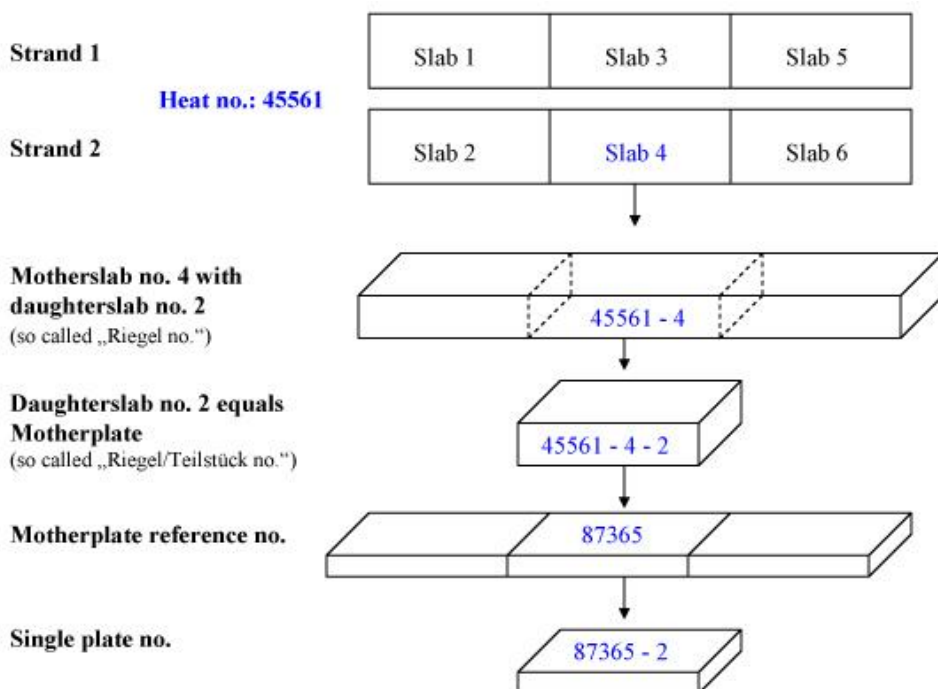 Strand 1
Slab 1 Slab 3 Slab 5
Heat no.: 45561
Strand 2
Slab 2 Slab 4 Slab 6
Motherslab no. 4 with
daughterslab no. 2
(so called „Riegel no.“)
45561 - 4
Daughterslab no. 2 equals
Motherplate
(so called „Riegel/Teilstück no.“)
45561 - 4 - 2
Motherplate reference no.
87365
Single plate no.
87365 - 2